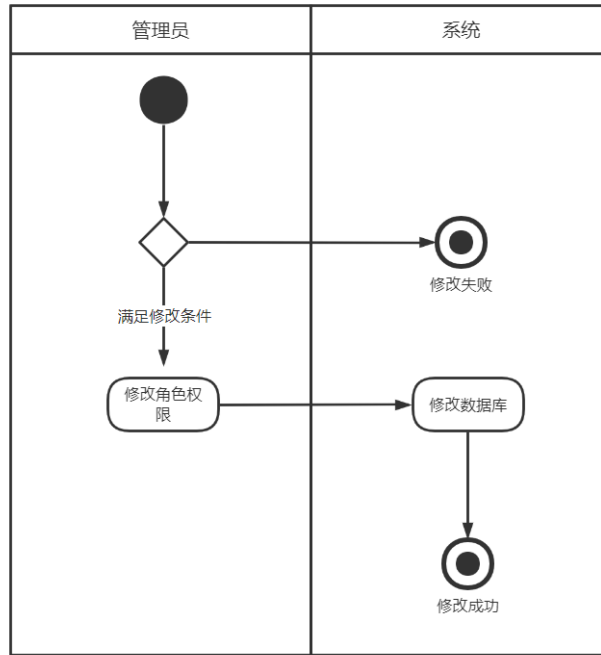 管理员
系统
修改失败
满足修改条件
修改角色权
限
修改数据库
修改成功